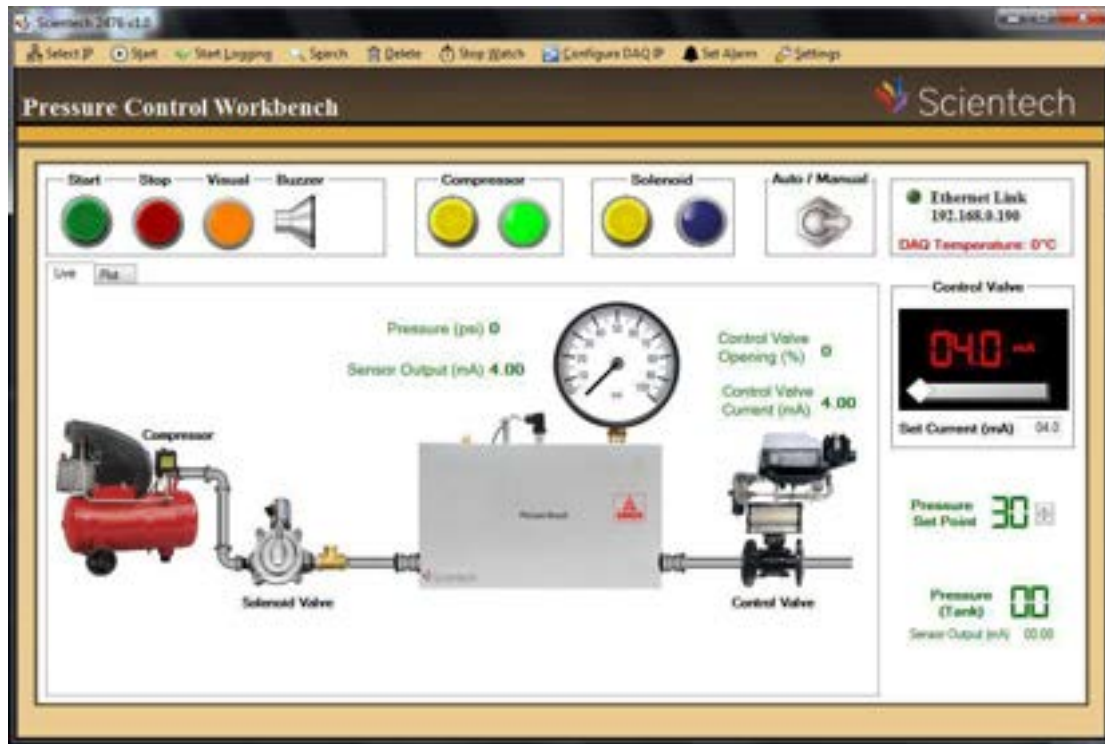 Scientech 2476 v1.0
Select IP Start Start Logging Search Delete Stop Watch Configure DAQ IP Set Alarm Settings
Pressure Control Workbench
Scientech
Start Stop Visual Buzzer
Compressor
Solenoid
Auto / Manual
Ethernet Link
192.168.0.190
DAQ Temperature: 0°C
Live Plot
Pressure (psi) 0
Sensor Output (mA) 4.00
Control Valve
Opening (%) 0
Control Valve
Current (mA) 4.00
Control Valve
04.0 mA
Set Current (mA) 04.0
Compressor
Solenoid Valve
Scientech
Control Valve
Pressure
Set Point 30
Pressure
(Tank) 00
Sensor Output (mA) 00.00